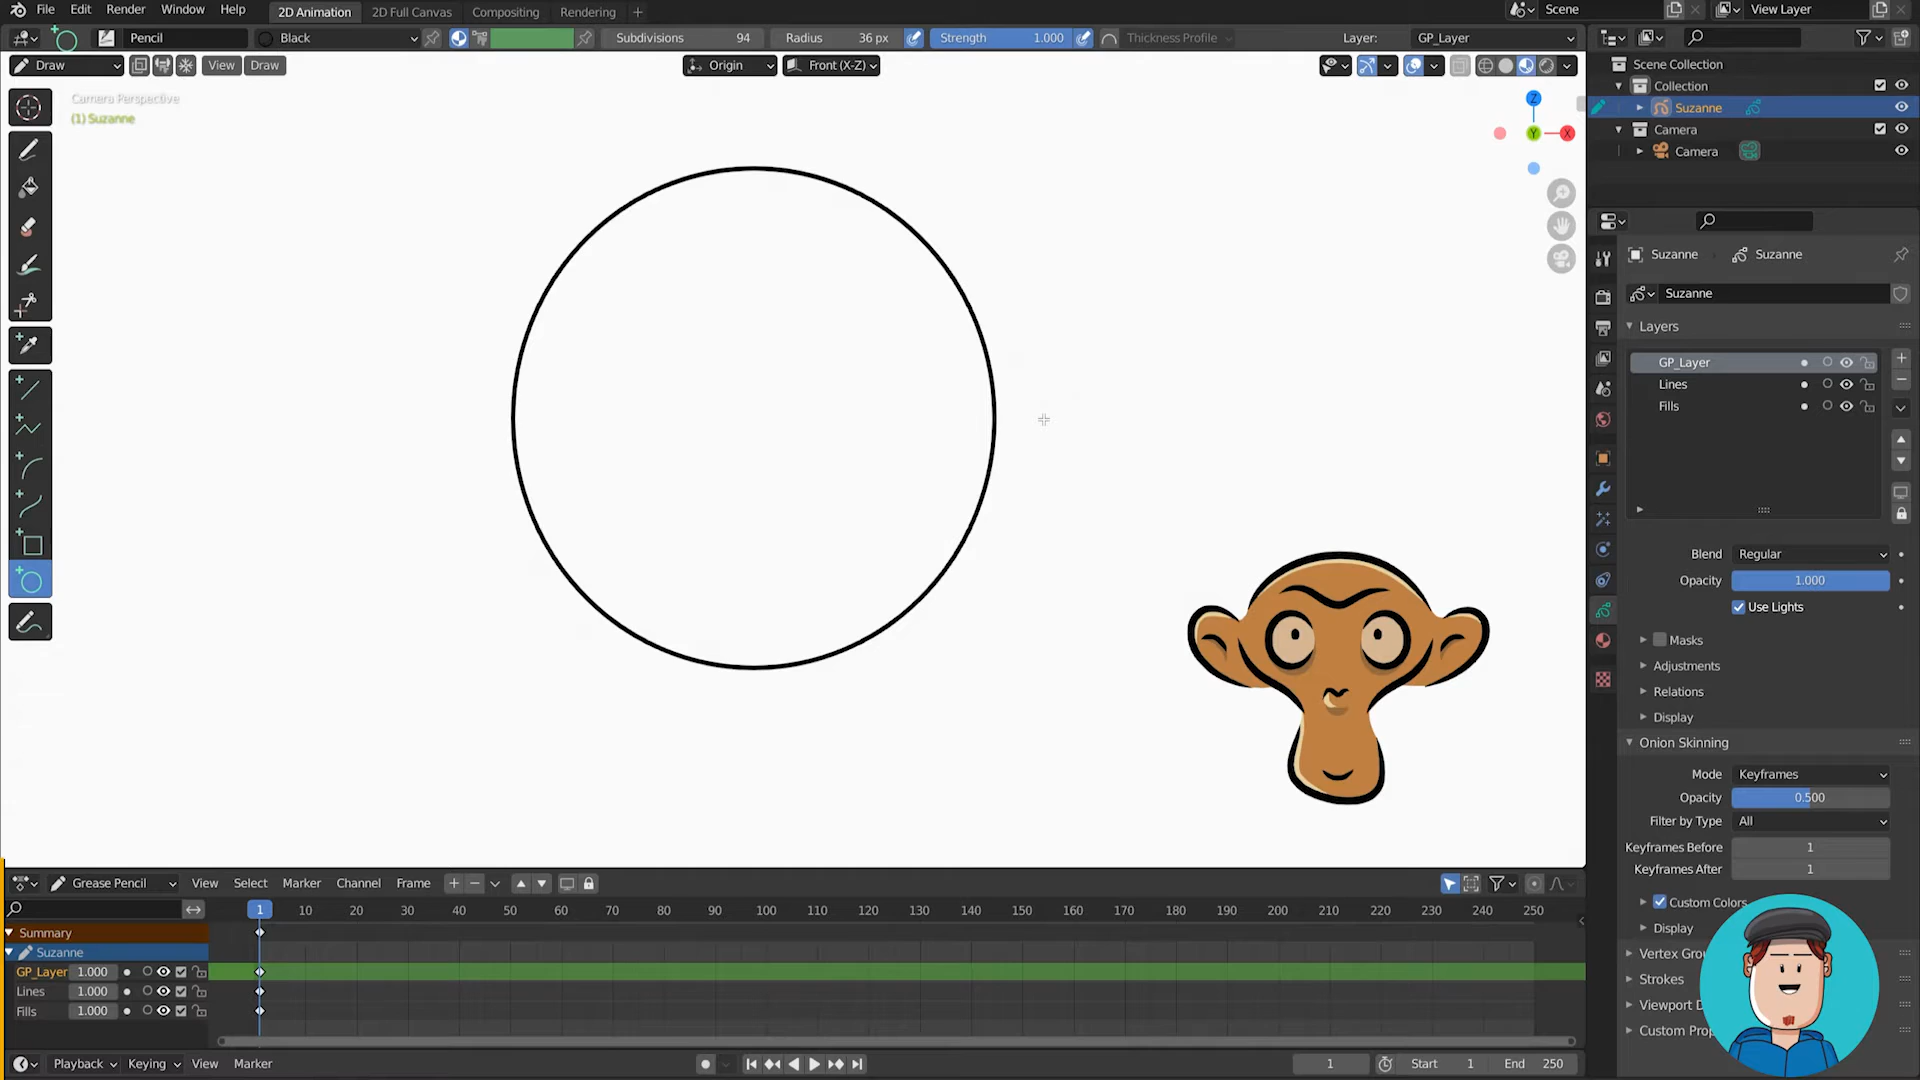 File Edit Render Window Help 2D Animation 2D Full Canvas Compositing Rendering + Scene View Layer
Pencil Black Subdivisions 94 Radius 36 px Strength 1.000 Thickness Profile Layer: GP_Layer
Draw View Draw Origin Front (X-Z)
Camera Perspective
(1) Suzanne
Z
Y
X
Scene Collection
Collection
Suzanne
Camera
Camera
Suzanne Suzanne
Suzanne
Layers
GP_Layer
Lines
Fills
Blend Regular
Opacity 1.000
Use Lights
Masks
Adjustments
Relations
Display
Onion Skinning
Mode Keyframes
Opacity 0.500
Filter by Type All
Keyframes Before 1
Keyframes After 1
Custom Colors
Display
Vertex Gro
Strokes
Viewport D
Custom Prop
Grease Pencil View Select Marker Channel Frame
1 10 20 30 40 50 60 70 80 90 100 110 120 130 140 150 160 170 180 190 200 210 220 230 240 250
Summary
Suzanne
GP_Layer 1.000
Lines 1.000
Fills 1.000
Playback Keying View Marker 1 Start 1 End 250